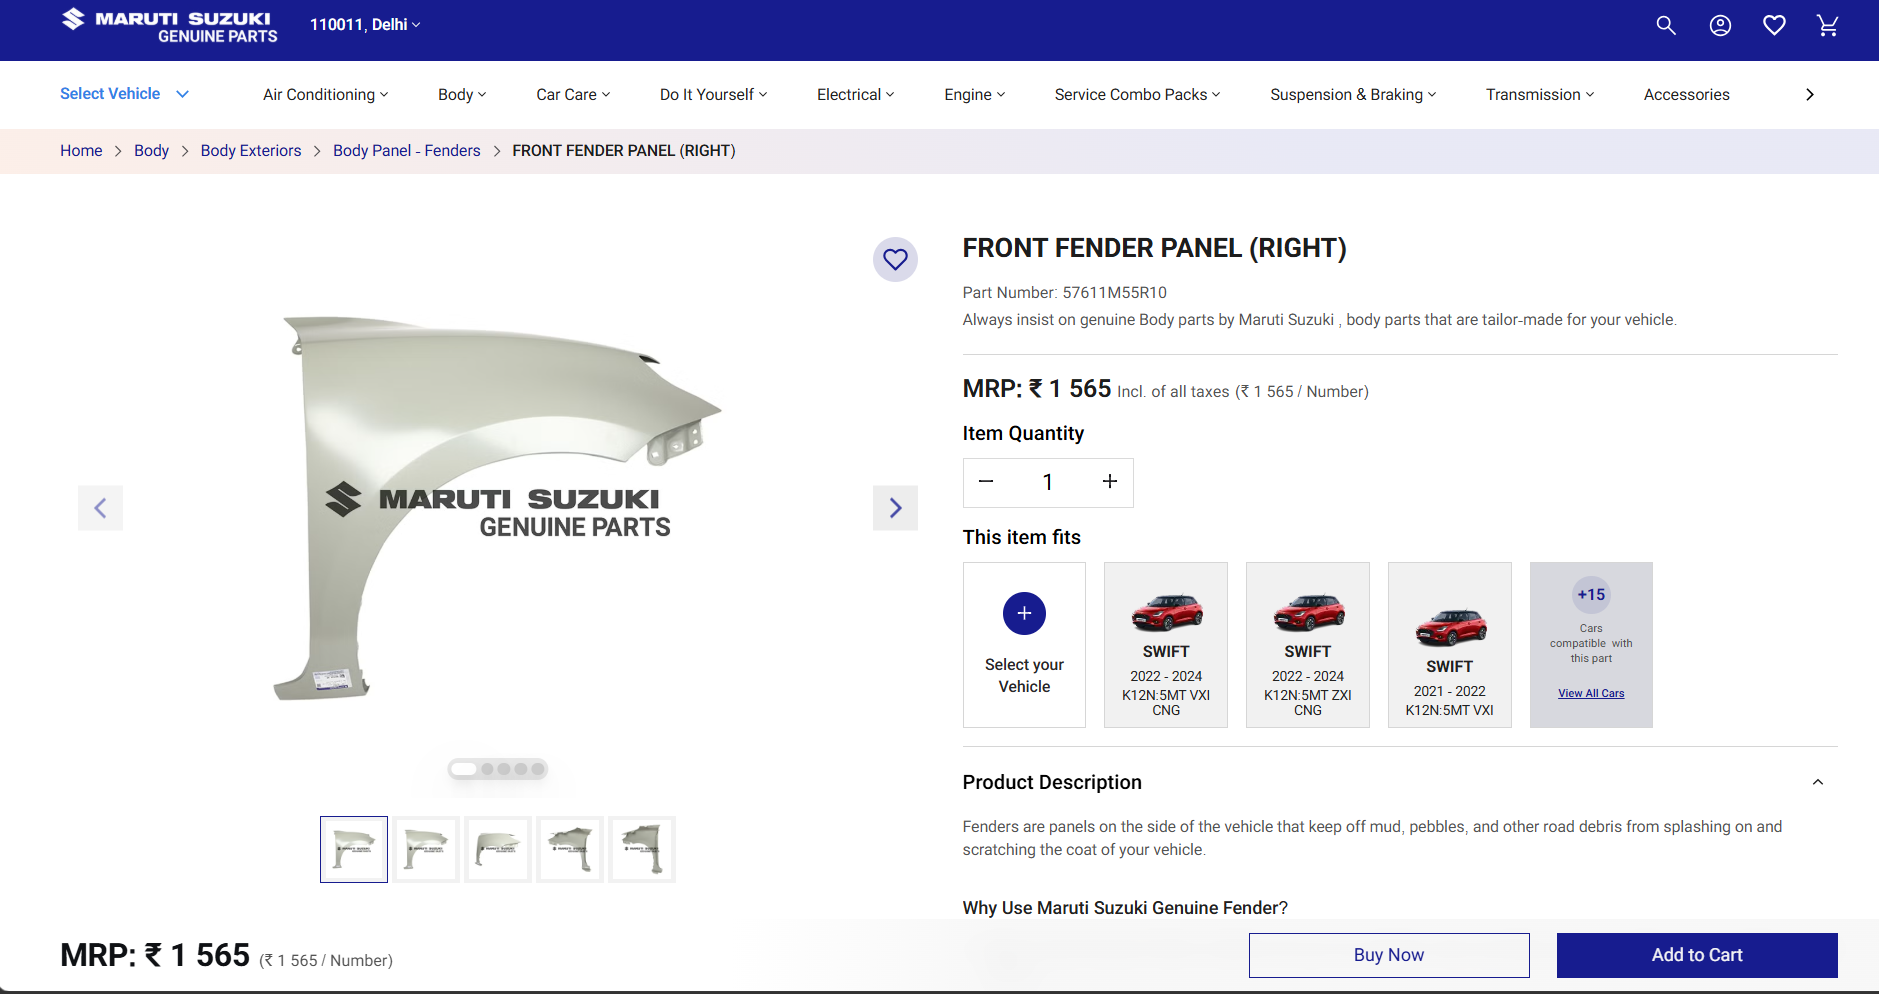 MARUTI SUZUKI
GENUINE PARTS
110011, Delhi
Select Vehicle
Air Conditioning
Body
Car Care
Do It Yourself
Electrical
Engine
Service Combo Packs
Suspension & Braking
Transmission
Accessories
Home > Body > Body Exteriors > Body Panel - Fenders > FRONT FENDER PANEL (RIGHT)
MARUTI SUZUKI
GENUINE PARTS
FRONT FENDER PANEL (RIGHT)
Part Number: 57611M55R10
Always insist on genuine Body parts by Maruti Suzuki , body parts that are tailor-made for your vehicle.
MRP: ₹ 1 565 Incl. of all taxes (₹ 1 565 / Number)
Item Quantity
1
This item fits
Select your
Vehicle
SWIFT
2022 - 2024
K12N:5MT VXI
CNG
SWIFT
2022 - 2024
K12N:5MT ZXI
CNG
SWIFT
2021 - 2022
K12N:5MT VXI
+15
Cars
compatible with
this part
View All Cars
Product Description
Fenders are panels on the side of the vehicle that keep off mud, pebbles, and other road debris from splashing on and
scratching the coat of your vehicle.
Why Use Maruti Suzuki Genuine Fender?
MRP: ₹ 1 565 (₹ 1 565 / Number)
Buy Now
Add to Cart